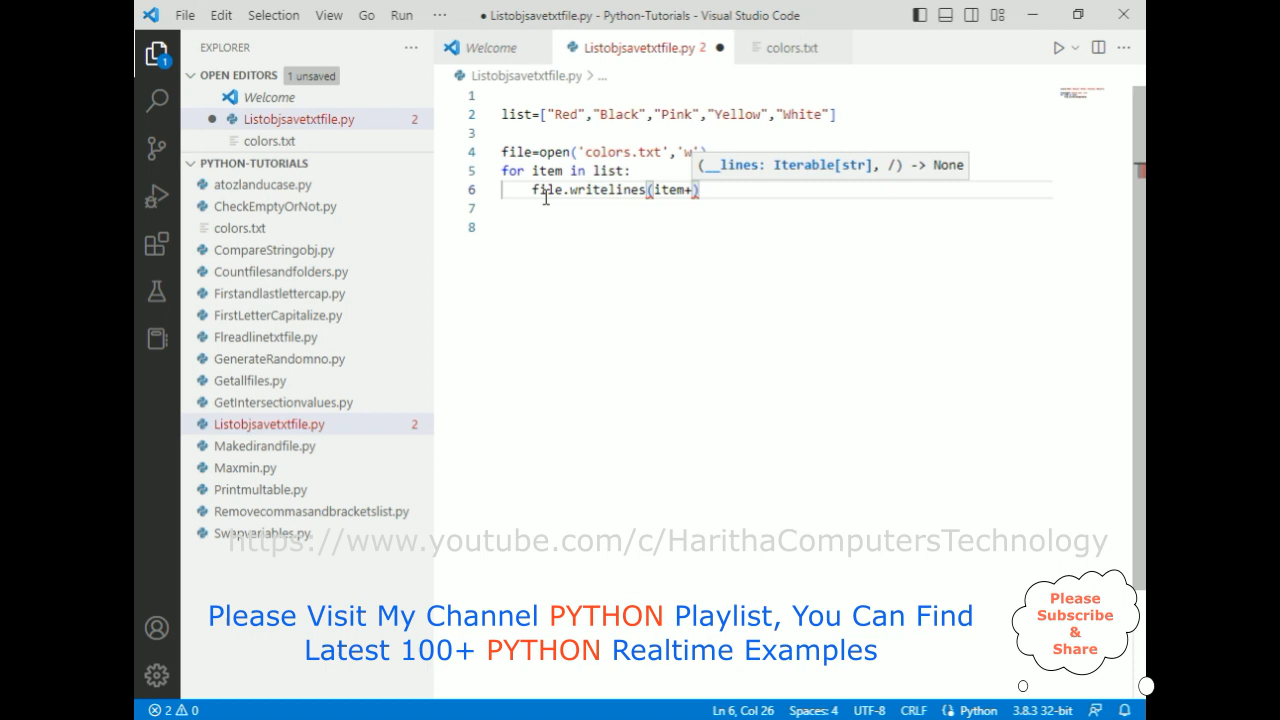 File Edit Selection View Go Run ··· ● Listobjsavetxtfile.py - Python-Tutorials - Visual Studio Code
EXPLORER ···
OPEN EDITORS 1 unsaved
Welcome
Listobjsavetxtfile.py 2
colors.txt
PYTHON-TUTORIALS
atozlanducase.py
CheckEmptyOrNot.py
colors.txt
CompareStringobj.py
Countfilesandfolders.py
Firstandlastlettercap.py
FirstLetterCapitalize.py
Flreadlinetxtfile.py
GenerateRandomno.py
Getallfiles.py
GetIntersectionvalues.py
Listobjsavetxtfile.py 2
Makedirandfile.py
Maxmin.py
Printmultable.py
Removecommasandbracketslist.py
Swapvariables.py
1
Welcome Listobjsavetxtfile.py 2 ● colors.txt
Listobjsavetxtfile.py > ...
1
2 list=["Red","Black","Pink","Yellow","White"]
3
4 file=open('colors.txt','w')
(__lines: Iterable[str], /) -> None
5 for item in list:
6 file.writelines(item+)
7
8
https://www.youtube.com/c/HarithaComputersTechnology
Please Visit My Channel PYTHON Playlist, You Can Find
Latest 100+ PYTHON Realtime Examples
Please
Subscribe
&
Share
2 0 Ln 6, Col 26 Spaces: 4 UTF-8 CRLF Python 3.8.3 32-bit